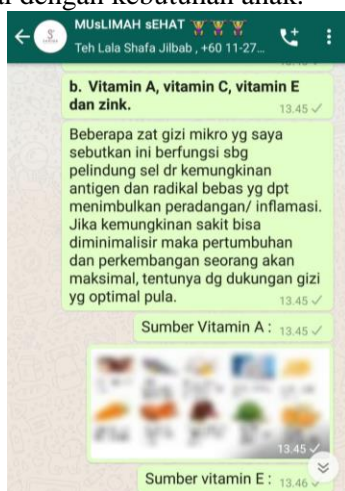 dengan kebutuhan anak.
MUsLIMAH sEHAT
Teh Lala Shafa Jilbab , +60 11-27...
b. Vitamin A, vitamin C, vitamin E
dan zink.
13.45
Beberapa zat gizi mikro yg saya
sebutkan ini berfungsi sbg
pelindung sel dr kemungkinan
antigen dan radikal bebas yg dpt
menimbulkan peradangan/ inflamasi.
Jika kemungkinan sakit bisa
diminimalisir maka pertumbuhan
dan perkembangan seorang akan
maksimal, tentunya dg dukungan gizi
yg optimal pula.
13.45
Sumber Vitamin A : 13.45
13.45
Sumber vitamin E : 13.46